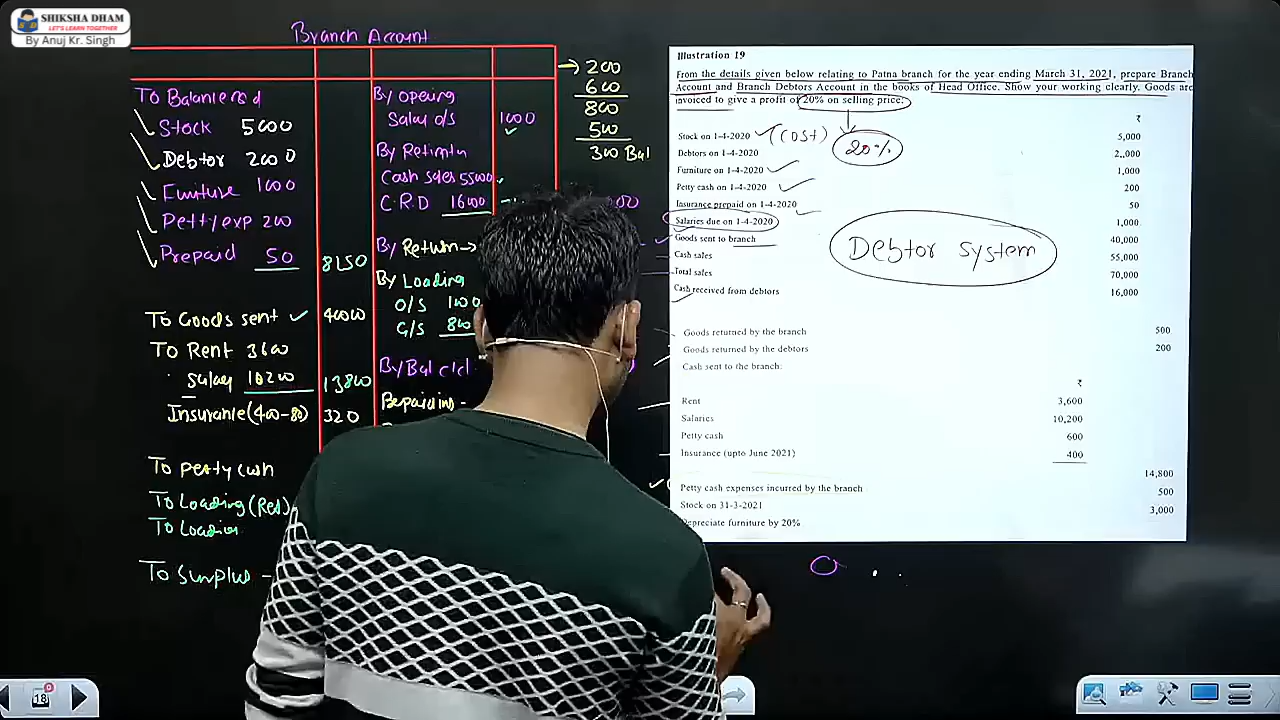 SHIKSHA DHAM
LET'S LEARN TOGETHER
By Anuj Kr. Singh
Branch Account
To Balance b d
Stock 5000
Debtor 2000
Furniture 1000
Petty exp 200
Prepaid 50 8150
To Goods sent 40000
To Rent 3600
Salary 10200 13800
Insurance (400-80) 320
To petty cash
To Loading (Ret)
To Loading
To Surplus -
By opening
Salary o/s 1000
By Remittn
Cash sales 55000
C.R.D 16000
By Return →
By Loading
O/S 1000
C/S
By Bal c/d
→ 200
600
800
500
300 Bal
Illustration 19
From the details given below relating to Patna branch for the year ending March 31, 2021, prepare Branch
Account and Branch Debtors Account in the books of Head Office. Show your working clearly. Goods are
invoiced to give a profit of 20% on selling price:
₹
Stock on 1-4-2020 (Cost) 5,000
20%
Debtors on 1-4-2020 2,000
Furniture on 1-4-2020 1,000
Petty cash on 1-4-2020 200
Insurance prepaid on 1-4-2020 50
Salaries due on 1-4-2020 1,000
Goods sent to branch 40,000
Cash sales 55,000
Total sales 70,000
Cash received from debtors 16,000
Debtor system
Goods returned by the branch 500
Goods returned by the debtors 200
Cash sent to the branch:
₹
Rent 3,600
Salaries 10,200
Petty cash 600
Insurance (upto June 2021) 400
14,800
Petty cash expenses incurred by the branch 500
Stock on 31-3-2021 3,000
Depreciate furniture by 20%
18